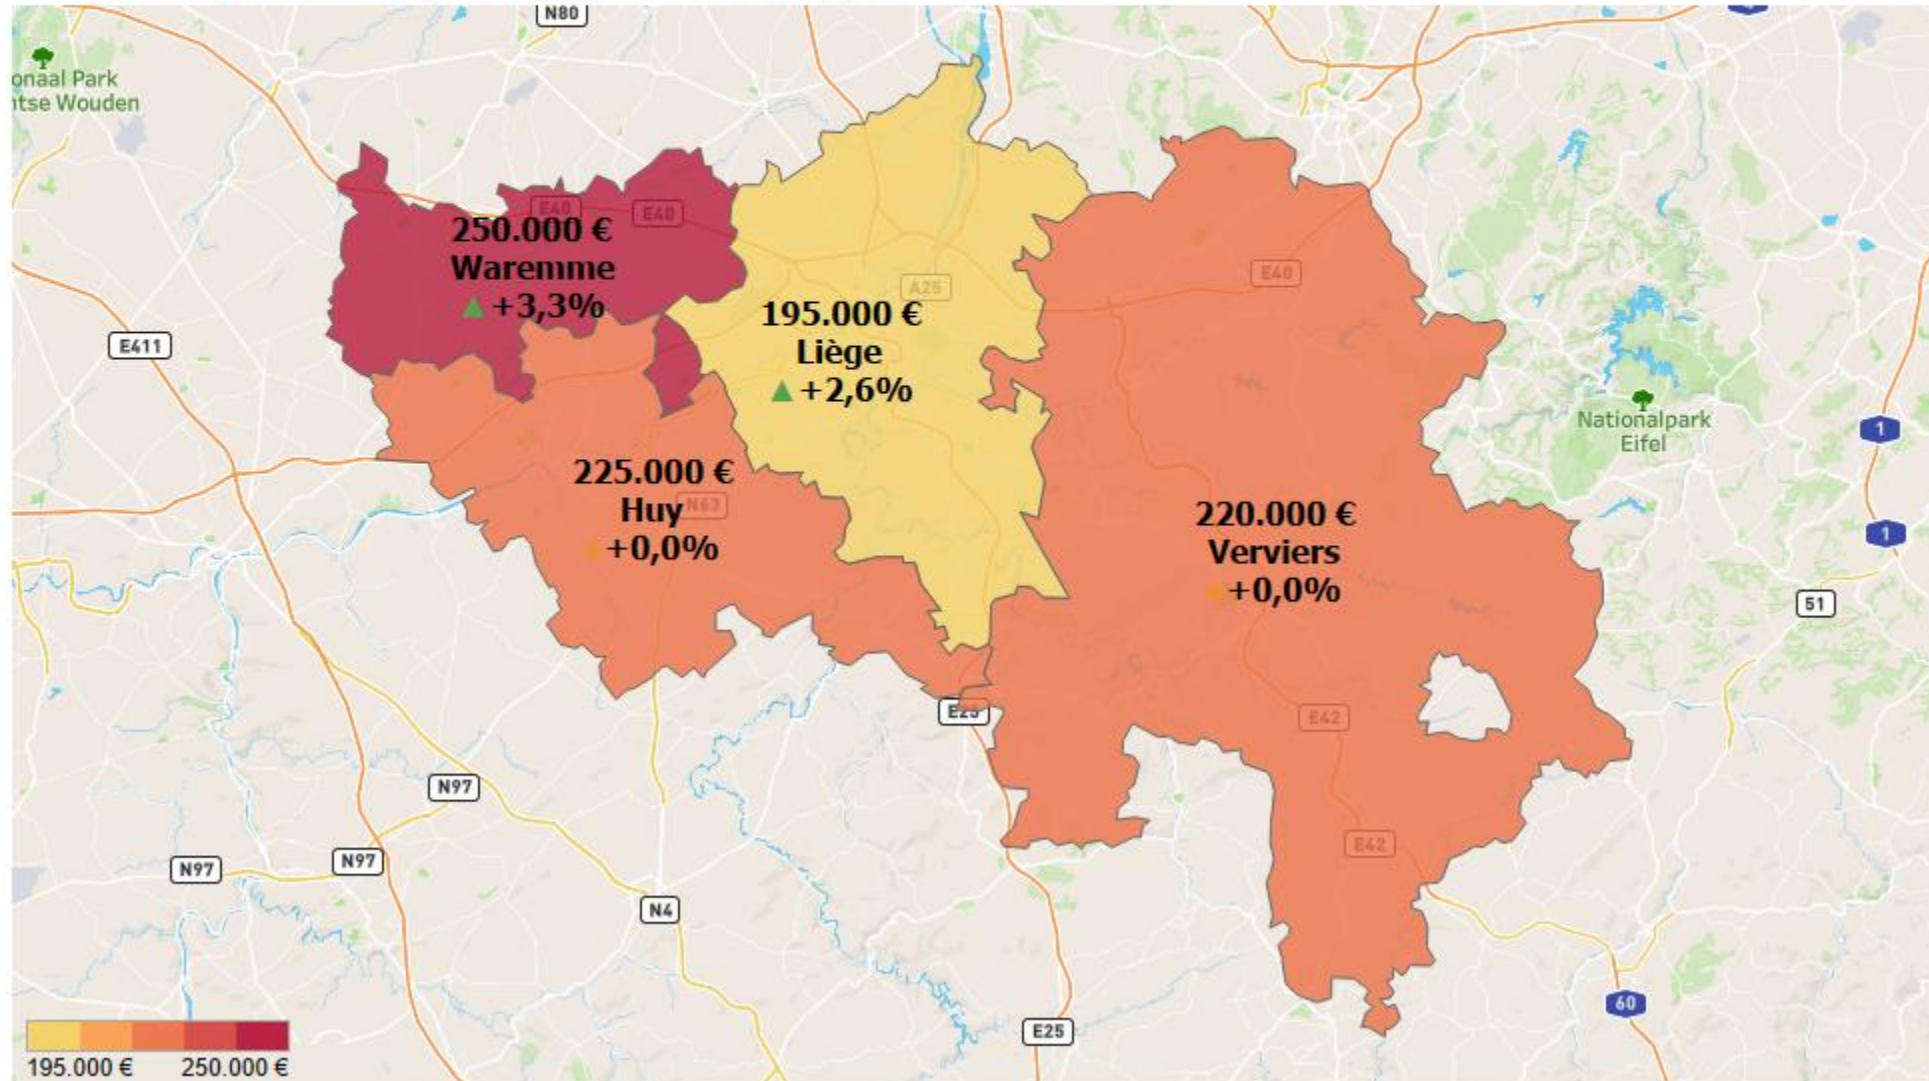 N80
onaal Park
ntse Wouden
E40
E40
250.000 €
Waremme
▲ +3,3%
E40
A25
195.000 €
Liège
▲ +2,6%
E411
Nationalpark
Eifel
1
225.000 €
Huy
N63
+0,0%
220.000 €
Verviers
+0,0%
1
51
E25
E42
N97
E42
N97
N97
N4
60
E25
195.000 €
250.000 €